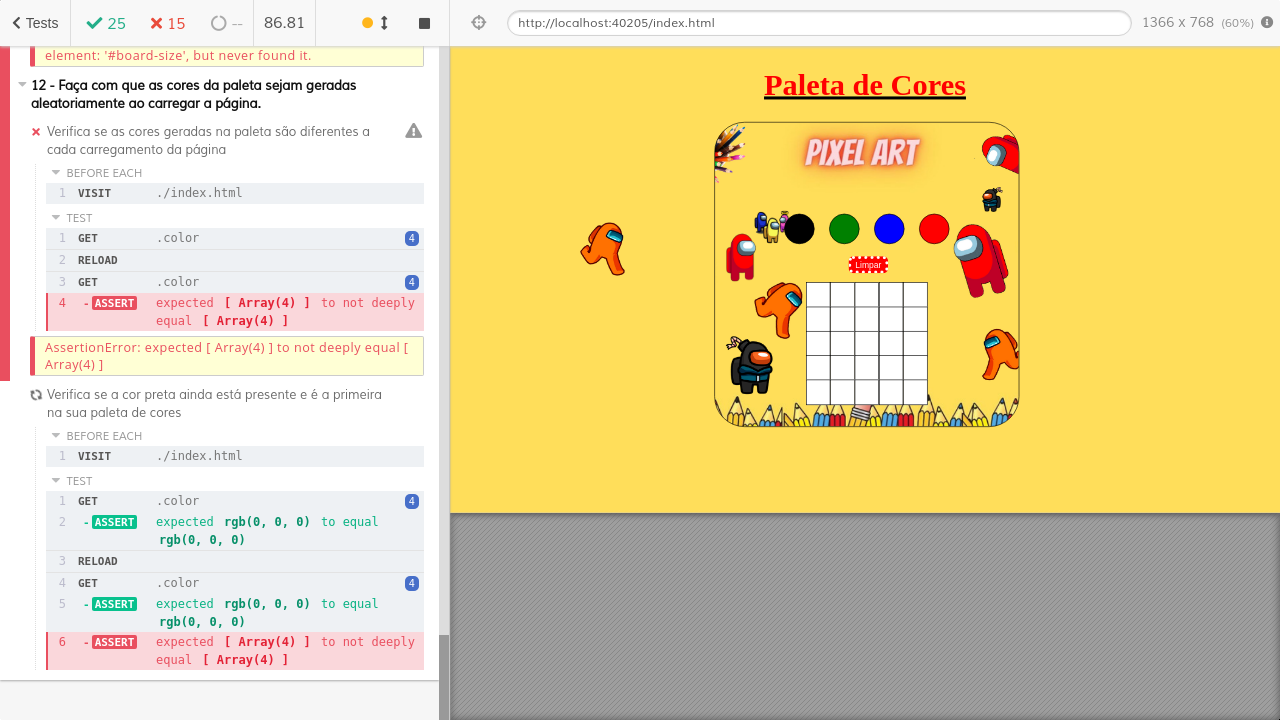 Tests
25
15
--
86.81
http://localhost:40205/index.html
1366 x 768 (60%)
element: '#board-size', but never found it.
12 - Faça com que as cores da paleta sejam geradas
aleatoriamente ao carregar a página.
Verifica se as cores geradas na paleta são diferentes a
cada carregamento da página
BEFORE EACH
1 VISIT ./index.html
TEST
1 GET .color 4
2 RELOAD
3 GET .color 4
4 -ASSERT expected [ Array(4) ] to not deeply
equal [ Array(4) ]
AssertionError: expected [ Array(4) ] to not deeply equal [
Array(4) ]
Verifica se a cor preta ainda está presente e é a primeira
na sua paleta de cores
BEFORE EACH
1 VISIT ./index.html
TEST
1 GET .color 4
2 -ASSERT expected rgb(0, 0, 0) to equal
rgb(0, 0, 0)
3 RELOAD
4 GET .color 4
5 -ASSERT expected rgb(0, 0, 0) to equal
rgb(0, 0, 0)
6 -ASSERT expected [ Array(4) ] to not deeply
equal [ Array(4) ]
Paleta de Cores
PIXEL ART
Limpar